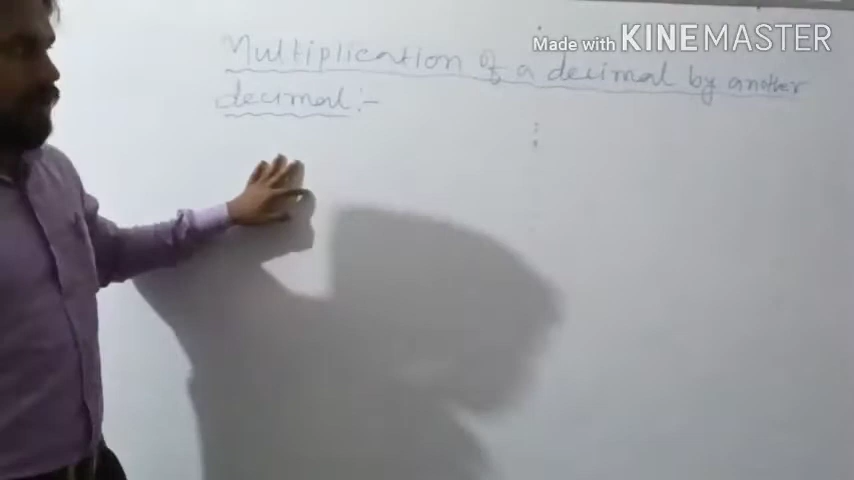 Made with KINEMASTER
Multiplication of a decimal by another
decimal :-